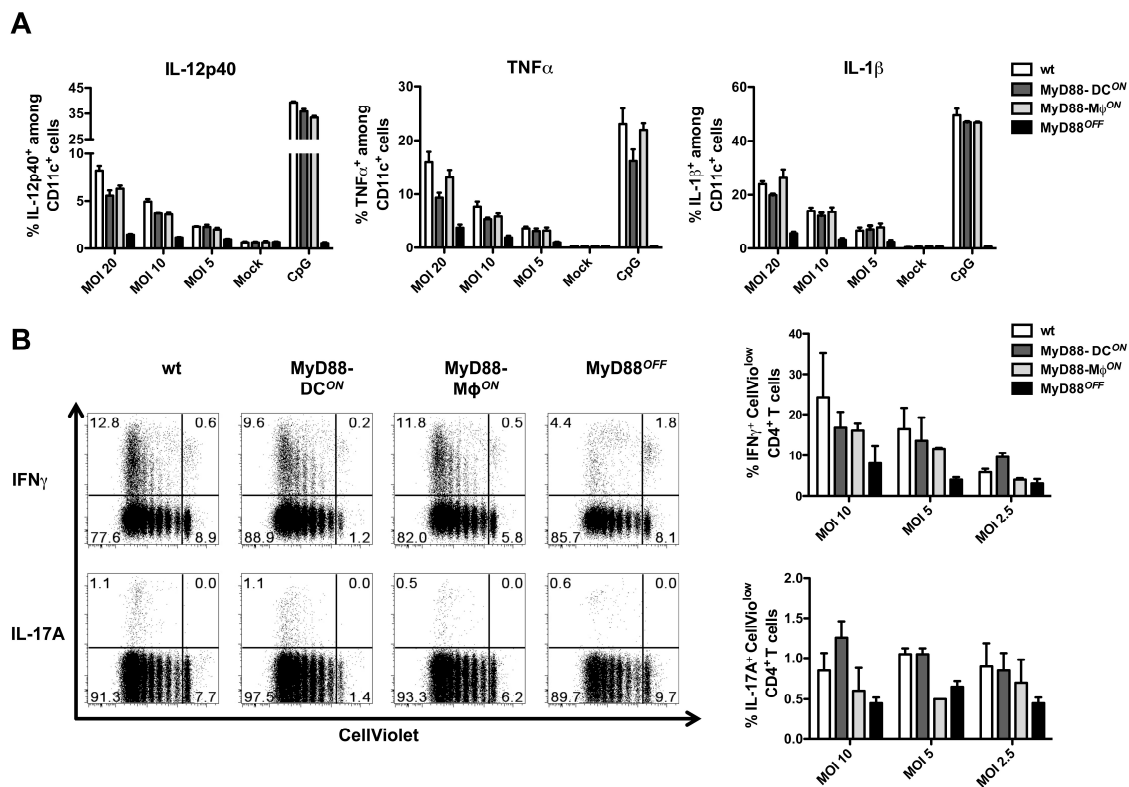 A
IL-12p40
% IL-12p40+ among
CD11c+ cells
45
35
25
10
5
0
MOI 20
MOI 10
MOI 5
Mock
CpG
TNFα
% TNFα+ among
CD11c+ cells
30
20
10
0
MOI 20
MOI 10
MOI 5
Mock
CpG
IL-1β
% IL-1β+ among
CD11c+ cells
60
40
20
0
MOI 20
MOI 10
MOI 5
Mock
CpG
wt
MyD88- DC^ON
MyD88-Mφ^ON
MyD88^OFF
B
wt
MyD88-
DC^ON
MyD88-
Mφ^ON
MyD88^OFF
IFNγ
12.8 0.6
77.6 8.9
9.6 0.2
88.9 1.2
11.8 0.5
82.0 5.8
4.4 1.8
85.7 8.1
IL-17A
1.1 0.0
91.3 7.7
1.1 0.0
97.5 1.4
0.5 0.0
93.3 6.2
0.6 0.0
89.7 9.7
CellViolet
% IFNγ+ CellVio^low
CD4+ T cells
40
30
20
10
0
MOI 10
MOI 5
MOI 2.5
wt
MyD88- DC^ON
MyD88-Mφ^ON
MyD88^OFF
% IL-17A+ CellVio^low
CD4+ T cells
2.0
1.5
1.0
0.5
0.0
MOI 10
MOI 5
MOI 2.5